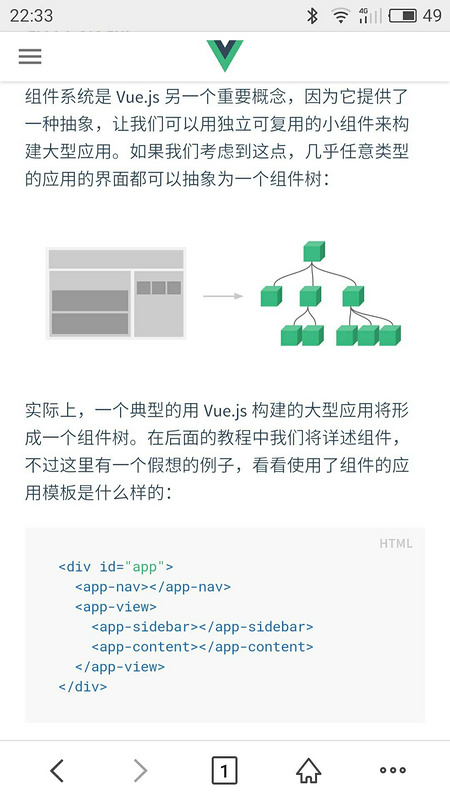 22:33
4G
49
组件系统是 Vue.js 另一个重要概念，因为它提供了
一种抽象，让我们可以用独立可复用的小组件来构
建大型应用。如果我们考虑到这点，几乎任意类型
的应用的界面都可以抽象为一个组件树：
实际上，一个典型的用 Vue.js 构建的大型应用将形
成一个组件树。在后面的教程中我们将详述组件，
不过这里有一个假想的例子，看看使用了组件的应
用模板是什么样的：
HTML
<div id="app">
  <app-nav></app-nav>
  <app-view>
    <app-sidebar></app-sidebar>
    <app-content></app-content>
  </app-view>
</div>
1